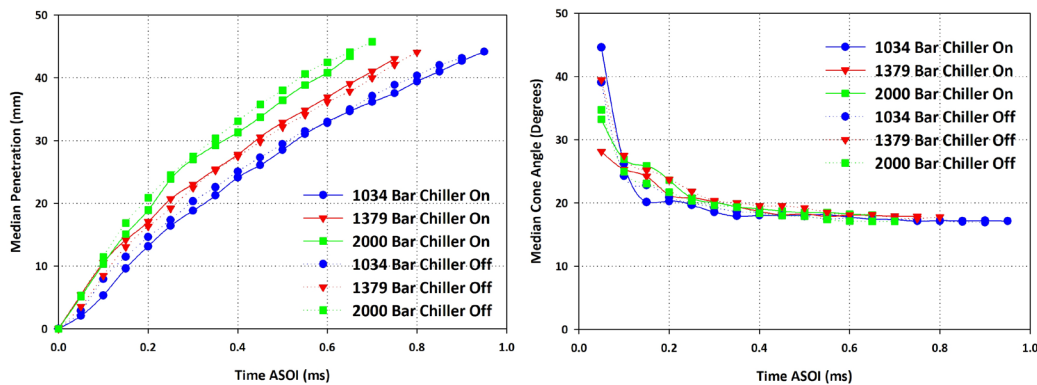 50
40
30
20
10
0
Median Penetration (mm)
1034 Bar Chiller On
1379 Bar Chiller On
2000 Bar Chiller On
1034 Bar Chiller Off
1379 Bar Chiller Off
2000 Bar Chiller Off
0.0 0.2 0.4 0.6 0.8 1.0
Time ASOI (ms)
50
40
30
20
10
0
Median Cone Angle (Degrees)
1034 Bar Chiller On
1379 Bar Chiller On
2000 Bar Chiller On
1034 Bar Chiller Off
1379 Bar Chiller Off
2000 Bar Chiller Off
0.0 0.2 0.4 0.6 0.8 1.0
Time ASOI (ms)